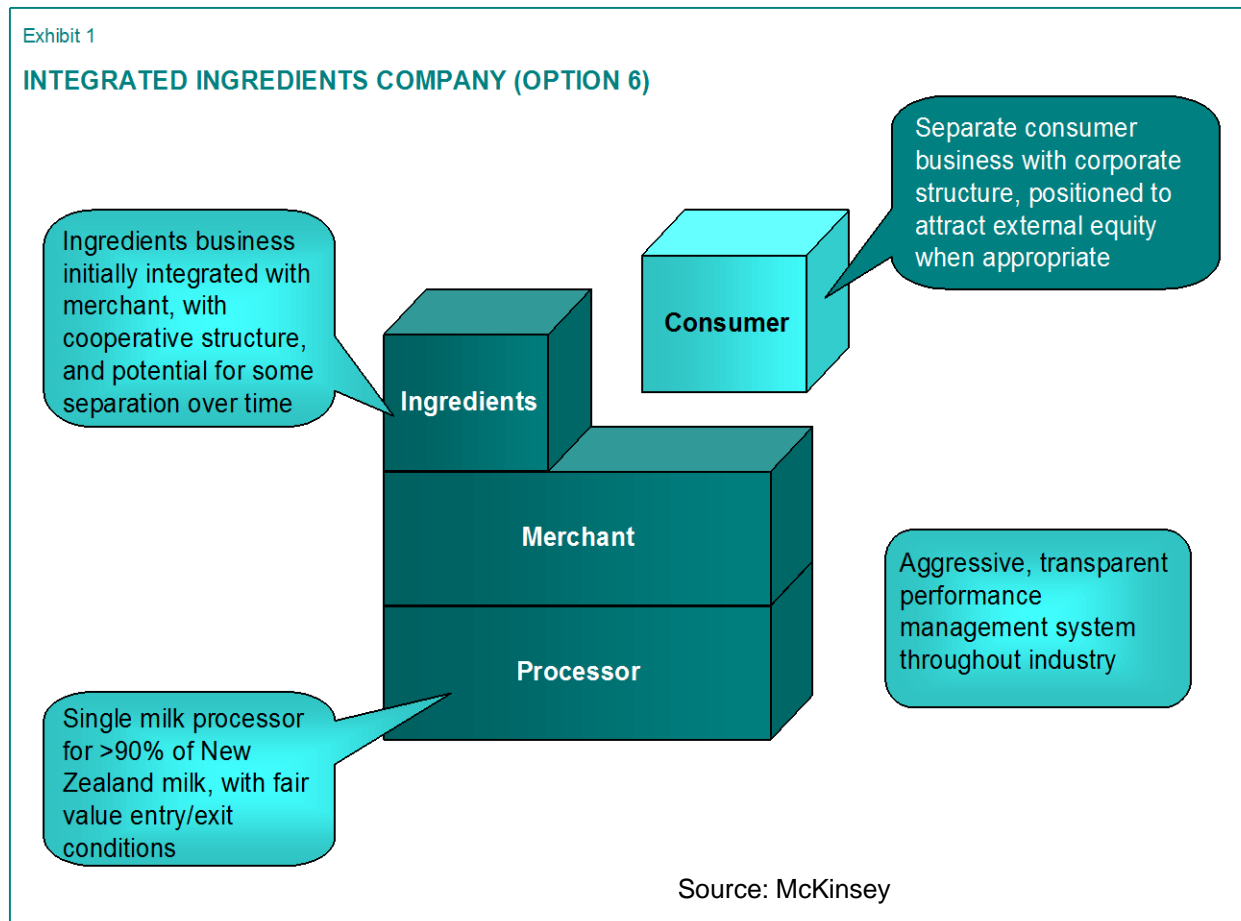 Exhibit 1
INTEGRATED INGREDIENTS COMPANY (OPTION 6)
Separate consumer
business with corporate
structure, positioned to
attract external equity
when appropriate
Ingredients business
initially integrated with
merchant, with
cooperative structure,
and potential for some
separation over time
Consumer
Ingredients
Merchant
Aggressive, transparent
performance
management system
throughout industry
Processor
Single milk processor
for >90% of New
Zealand milk, with fair
value entry/exit
conditions
Source: McKinsey